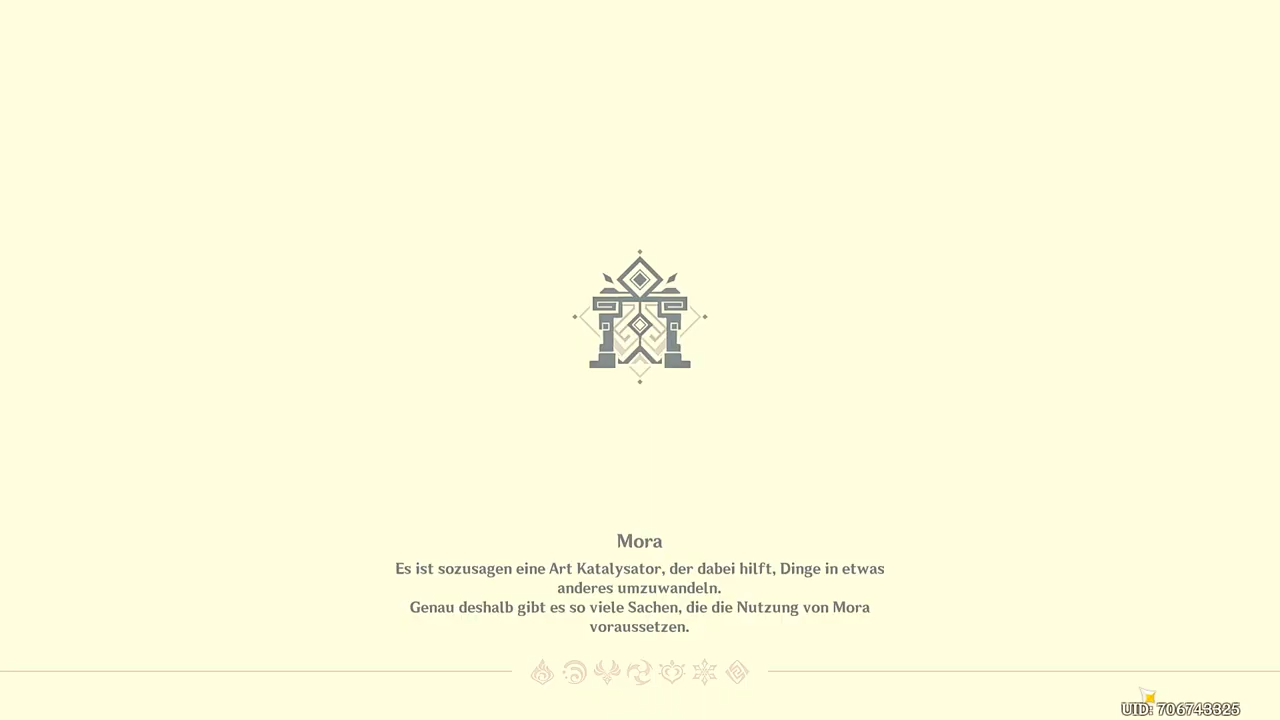 Mora
Es ist sozusagen eine Art Katalysator, der dabei hilft, Dinge in etwas
anderes umzuwandeln.
Genau deshalb gibt es so viele Sachen, die die Nutzung von Mora
voraussetzen.
UID: 706743325